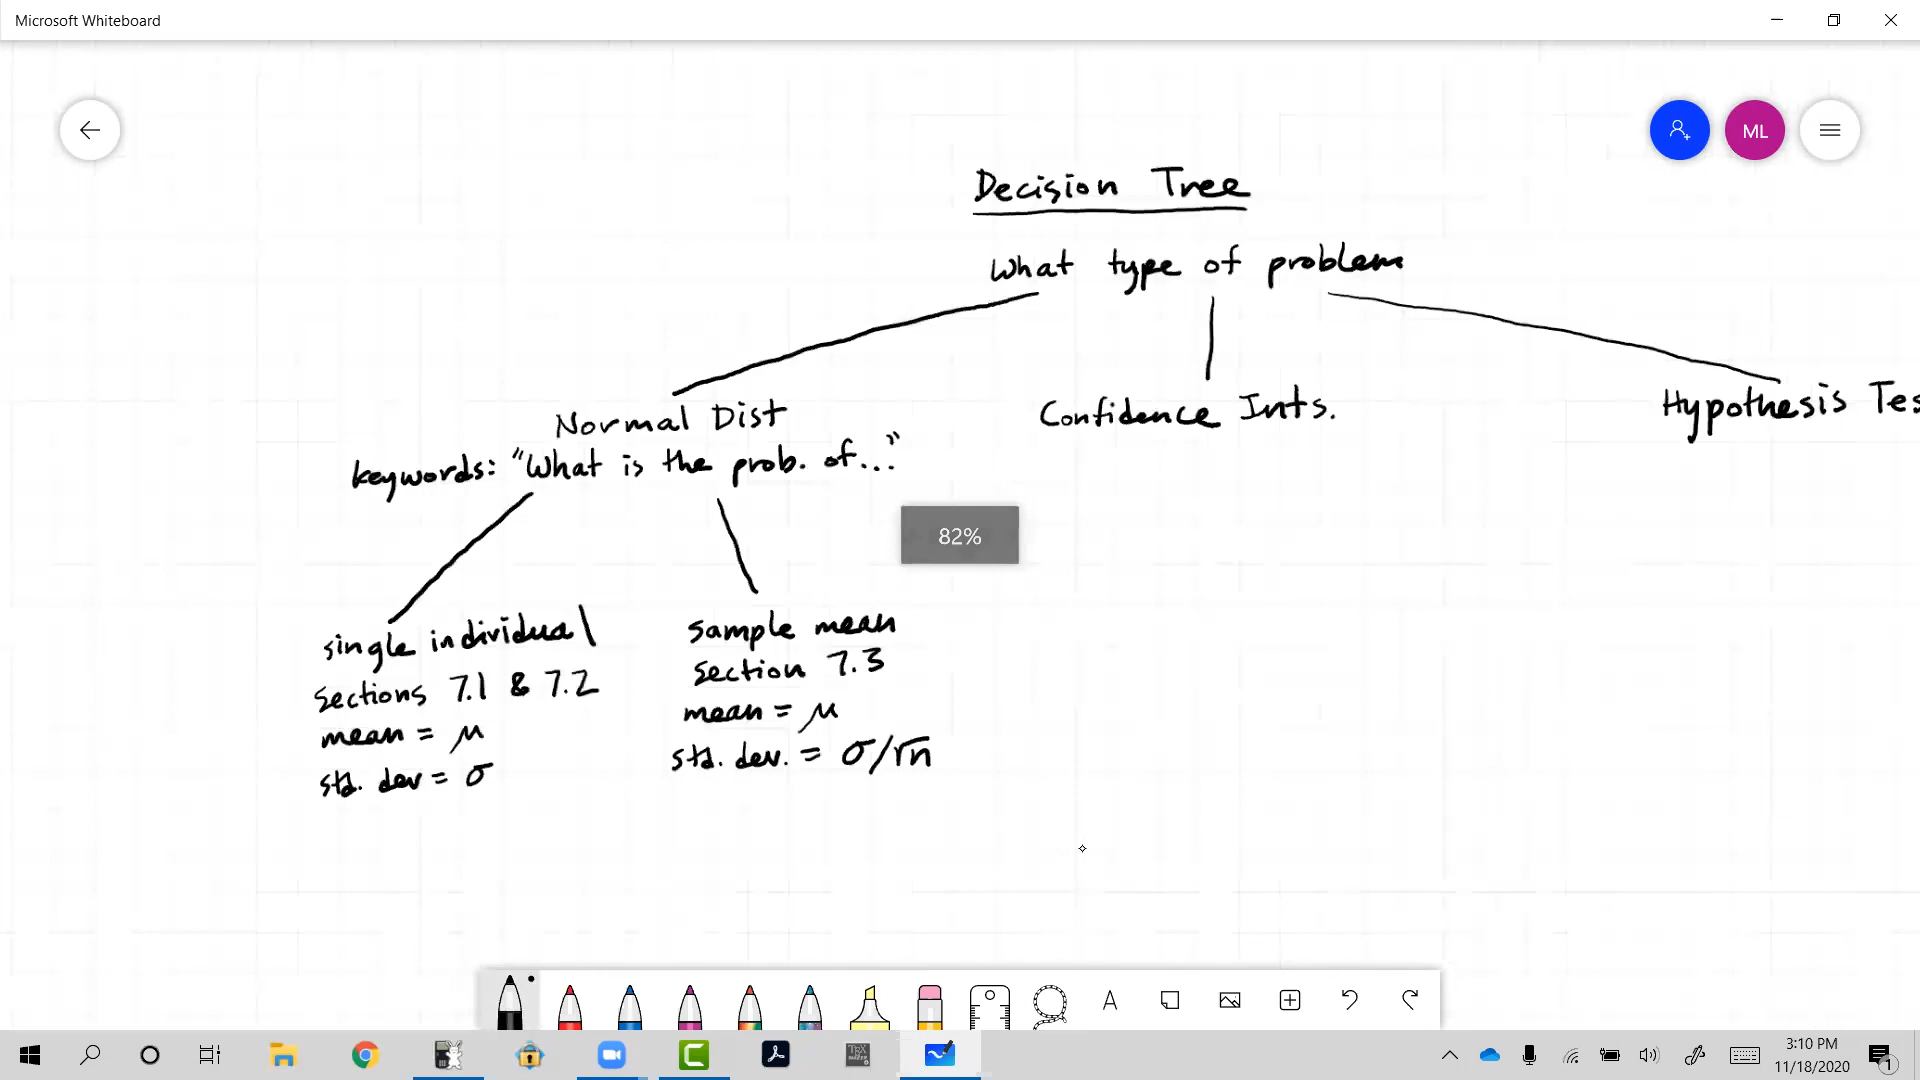 Microsoft Whiteboard
ML
Decision Tree
What type of problem
Normal Dist
Confidence Ints.
Hypothesis Tes
keywords: "What is the prob. of..."
82%
single individual
sections 7.1 & 7.2
mean = μ
std. dev = σ
sample mean
section 7.3
mean = μ
std. dev. = σ/√n
A
3:10 PM
11/18/2020
1